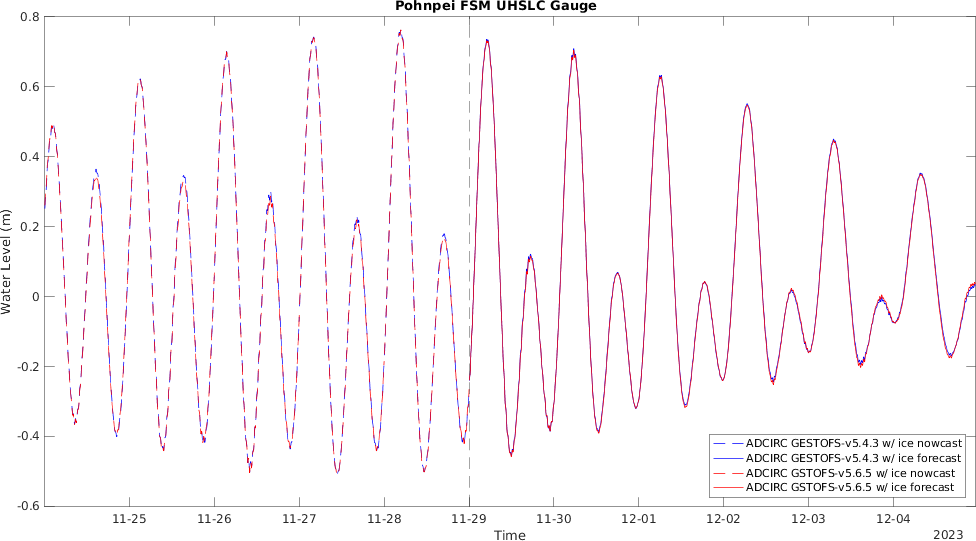 Pohnpei FSM UHSLC Gauge
0.8
0.6
0.4
0.2
0
-0.2
-0.4
-0.6
Water Level (m)
ADCIRC GESTOFS-v5.4.3 w/ ice nowcast
ADCIRC GESTOFS-v5.4.3 w/ ice forecast
ADCIRC GSTOFS-v5.6.5 w/ ice nowcast
ADCIRC GSTOFS-v5.6.5 w/ ice forecast
11-25 11-26 11-27 11-28 11-29 11-30 12-01 12-02 12-03 12-04
Time
2023